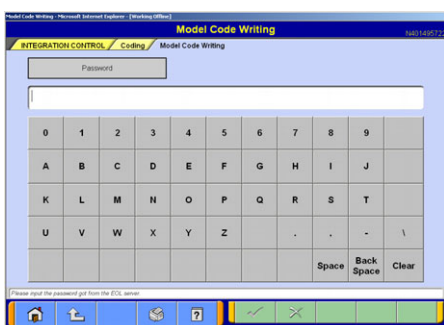 Model Code Writing - Microsoft Internet Explorer - [Working Offline]
Model Code Writing
N401495722
INTEGRATION CONTROL Coding Model Code Writing
Password
0 1 2 3 4 5 6 7 8 9
A B C D E F G H I J
K L M N O P Q R S T
U V W X Y Z . . - \
Space Back Space Clear
Please input the password got from the EOL server.
?